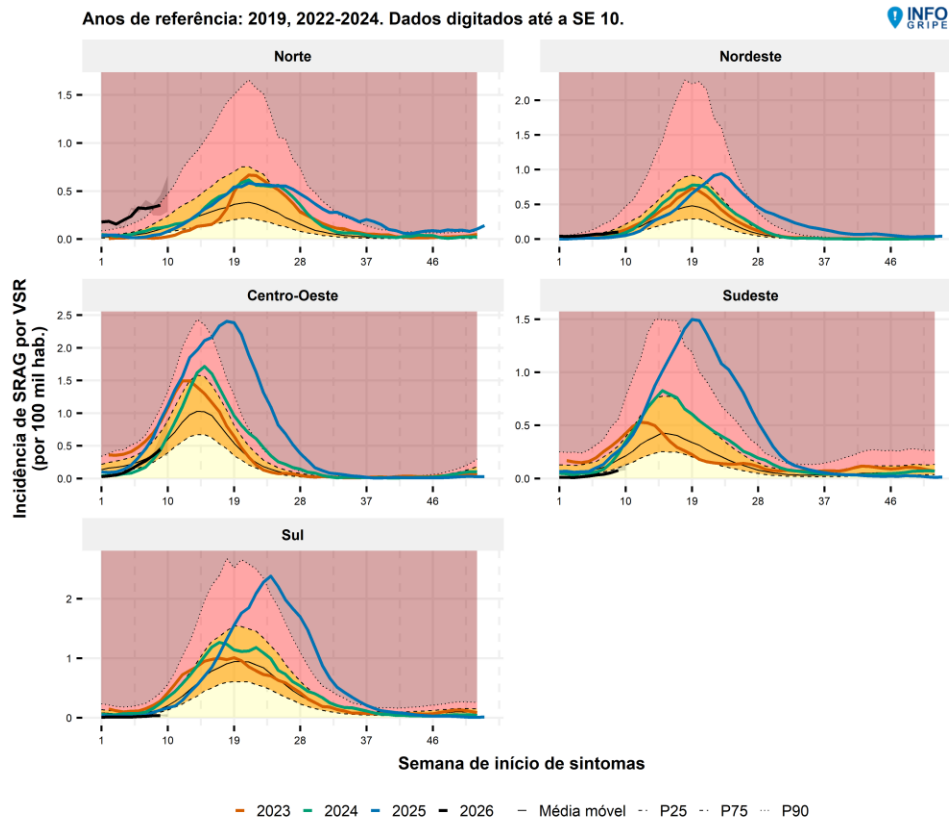 Anos de referência: 2019, 2022-2024. Dados digitados até a SE 10.
INFO
GRIPE
Norte
Nordeste
1.5
1.0
0.5
0.0
1 10 19 28 37 46
2.0
1.5
1.0
0.5
0.0
1 10 19 28 37 46
Centro-Oeste
Sudeste
2.5
2.0
1.5
1.0
0.5
0.0
1 10 19 28 37 46
1.5
1.0
0.5
0.0
1 10 19 28 37 46
Sul
2
1
0
1 10 19 28 37 46
Incidência de SRAG por VSR
(por 100 mil hab.)
Semana de início de sintomas
2023 2024 2025 2026 Média móvel P25 P75 P90